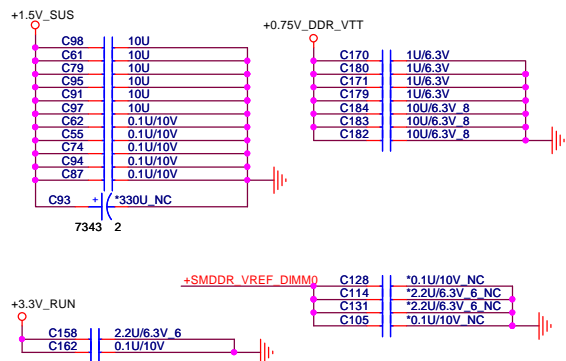 +1.5V_SUS
C98 10U
C61 10U
C79 10U
C95 10U
C91 10U
C97 10U
C62 0.1U/10V
C55 0.1U/10V
C74 0.1U/10V
C94 0.1U/10V
C87 0.1U/10V
C93 + *330U_NC
7343 2
+0.75V_DDR_VTT
C170 1U/6.3V
C180 1U/6.3V
C171 1U/6.3V
C179 1U/6.3V
C184 10U/6.3V_8
C183 10U/6.3V_8
C182 10U/6.3V_8
+3.3V_RUN
C158 2.2U/6.3V_6
C162 0.1U/10V
+SMDDR_VREF_DIMM0
C128 *0.1U/10V_NC
C114 *2.2U/6.3V_6_NC
C131 *2.2U/6.3V_6_NC
C105 *0.1U/10V_NC